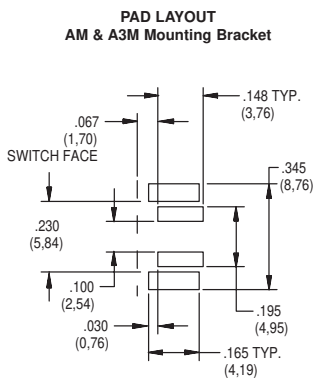 PAD LAYOUT
AM & A3M Mounting Bracket
.148 TYP.
(3,76)
.067
(1,70)
SWITCH FACE
.345
(8,76)
.230
(5,84)
.100
(2,54)
.195
(4,95)
.030
(0,76)
.165 TYP.
(4,19)